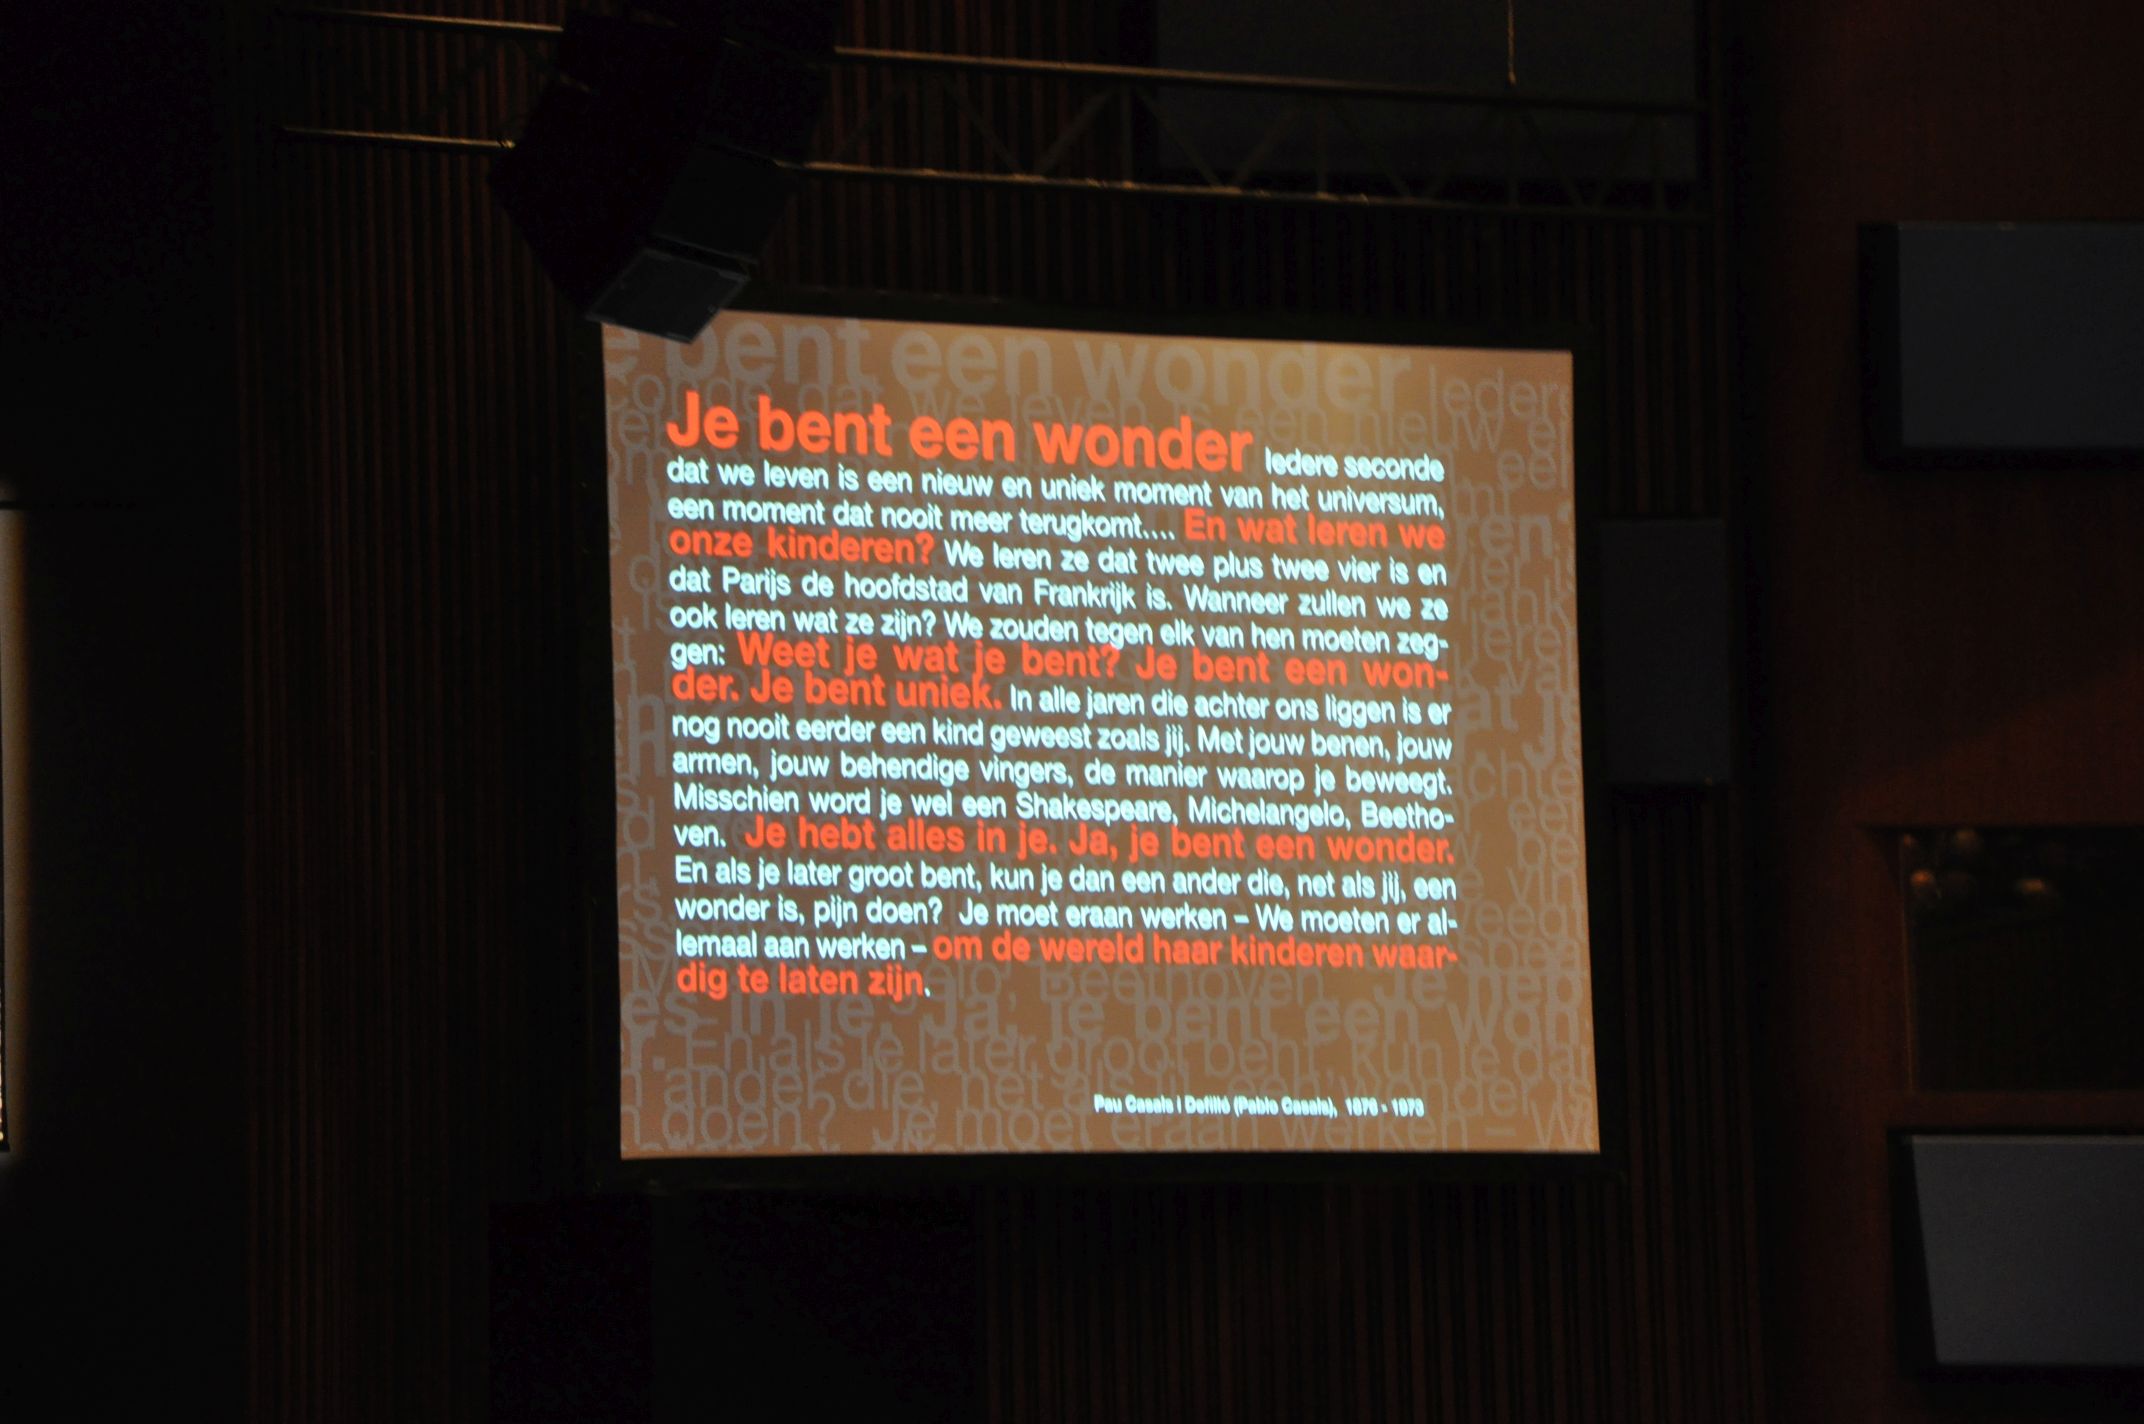 Je bent een wonder Iedere seconde
dat we leven is een nieuw en uniek moment van het universum,
een moment dat nooit meer terugkomt.... En wat leren we
onze kinderen? We leren ze dat twee plus twee vier is en
dat Parijs de hoofdstad van Frankrijk is. Wanneer zullen we ze
ook leren wat ze zijn? We zouden tegen elk van hen moeten zeg-
gen: Weet je wat je bent? Je bent een won-
der. Je bent uniek. In alle jaren die achter ons liggen is er
nog nooit eerder een kind geweest zoals jij. Met jouw benen, jouw
armen, jouw behendige vingers, de manier waarop je beweegt.
Misschien word je wel een Shakespeare, Michelangelo, Beetho-
ven. Je hebt alles in je. Ja, je bent een wonder.
En als je later groot bent, kun je dan een ander die, net als jij, een
wonder is, pijn doen? Je moet eraan werken – We moeten er al-
lemaal aan werken – om de wereld haar kinderen waar-
dig te laten zijn.
Pau Casals i Defilló (Pablo Casals), 1876 - 1973